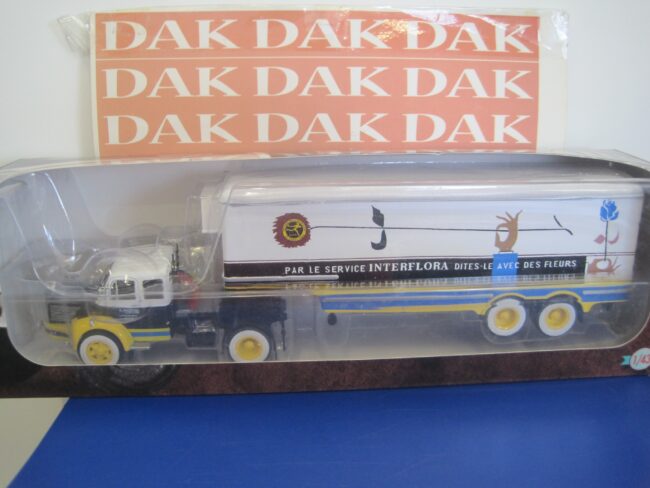 DAK DAK DAK
DAK DAK DAK
DAK DAK DAK
PAR LE SERVICE INTERFLORA DITES-LE AVEC DES FLEURS
1/43